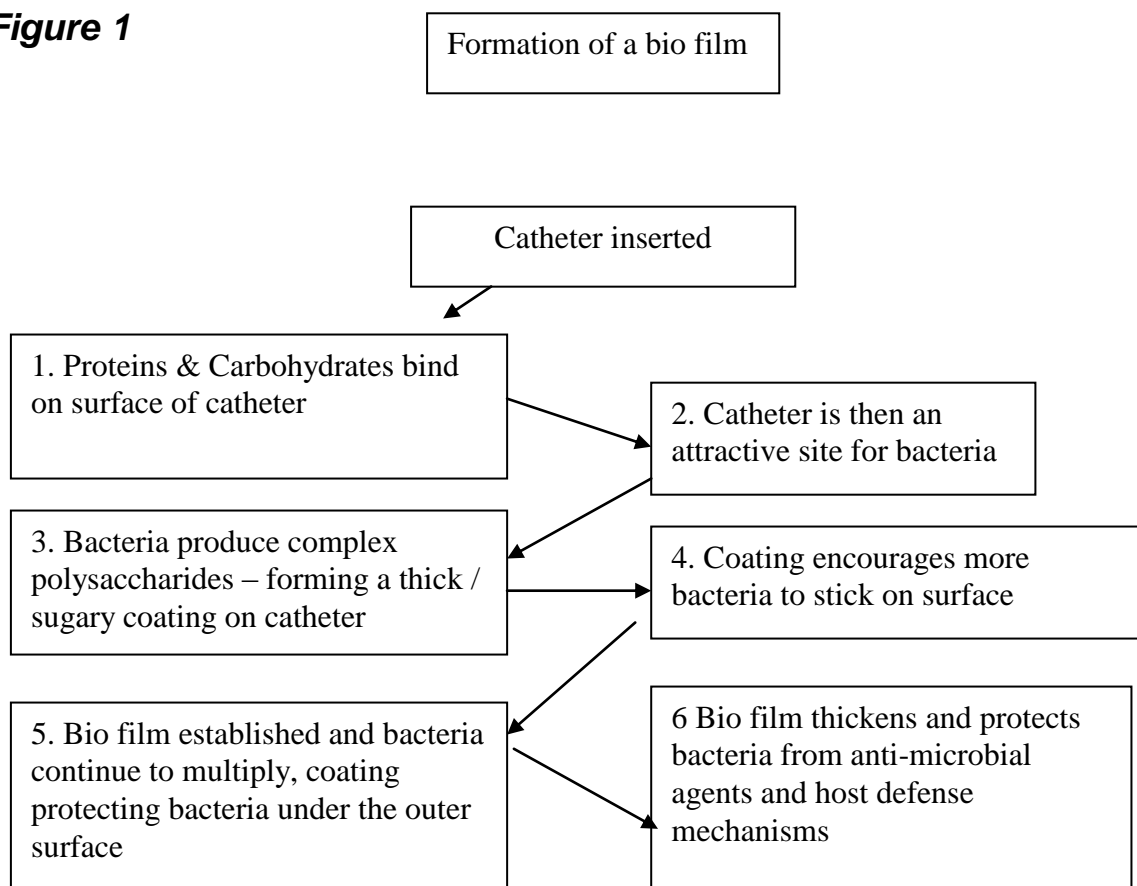 Figure 1
Formation of a bio film
Catheter inserted
1. Proteins & Carbohydrates bind
on surface of catheter
2. Catheter is then an
attractive site for bacteria
3. Bacteria produce complex
polysaccharides – forming a thick /
sugary coating on catheter
4. Coating encourages more
bacteria to stick on surface
5. Bio film established and bacteria
continue to multiply, coating
protecting bacteria under the outer
surface
6 Bio film thickens and protects
bacteria from anti-microbial
agents and host defense
mechanisms